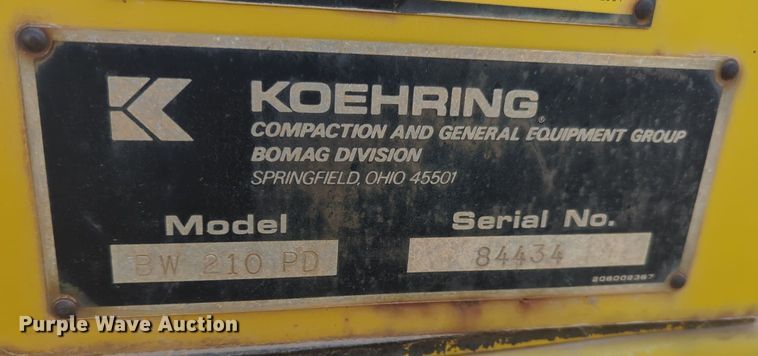 KOEHRING®
COMPACTION AND GENERAL EQUIPMENT GROUP
BOMAG DIVISION
SPRINGFIELD, OHIO 45501
Model Serial No.
BW 210 PD 84434
206002367
Purple Wave Auction